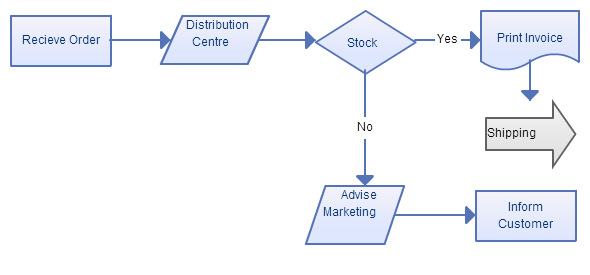 Recieve Order
Distribution
Centre
Stock
Yes
Print Invoice
Shipping
No
Advise
Marketing
Inform
Customer